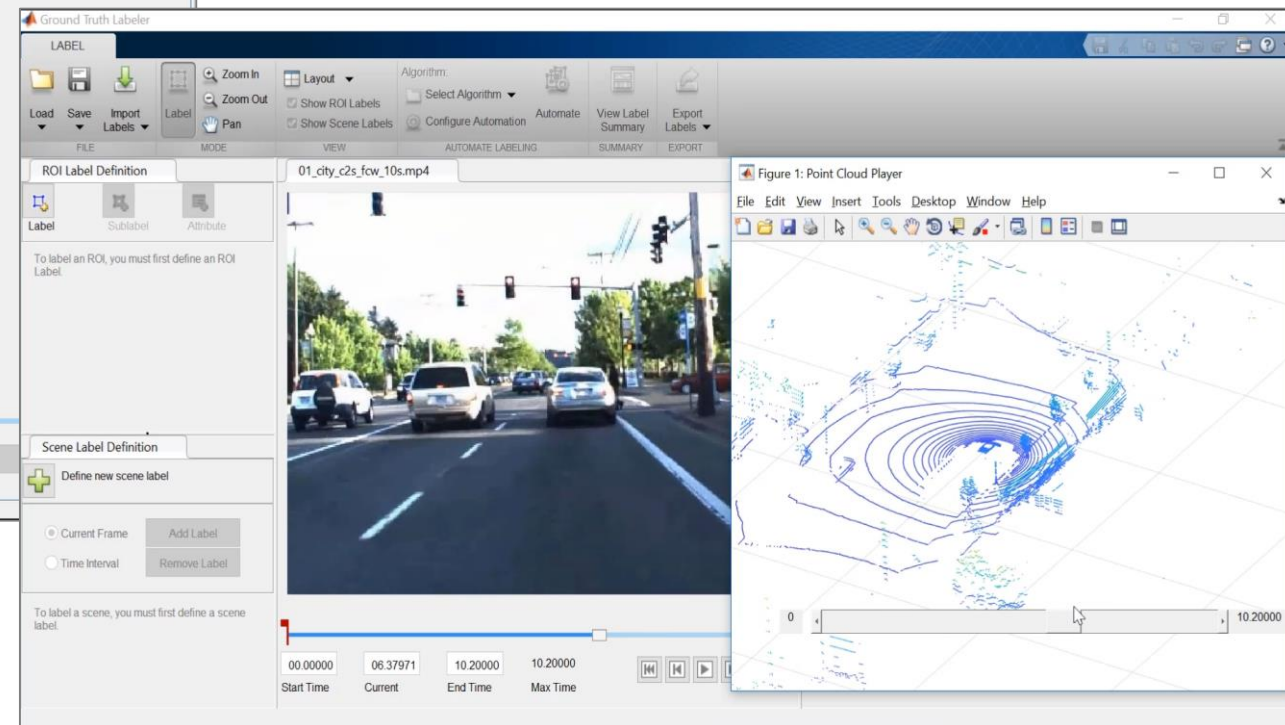 Ground Truth Labeler
LABEL
Load
Save
Import Labels
Label
Zoom In
Zoom Out
Pan
Layout
Show ROI Labels
Show Scene Labels
Algorithm:
Select Algorithm
Configure Automation
Automate
View Label Summary
Export Labels
FILE
MODE
VIEW
AUTOMATE LABELING
SUMMARY
EXPORT
ROI Label Definition
Label
Sublabel
Attribute
To label an ROI, you must first define an ROI
Label.
Scene Label Definition
Define new scene label
Current Frame
Add Label
Time Interval
Remove Label
To label a scene, you must first define a scene
label.
01_city_c2s_fcw_10s.mp4
00.00000
06.37971
10.20000
10.20000
Start Time
Current
End Time
Max Time
Figure 1: Point Cloud Player
File Edit View Insert Tools Desktop Window Help
0
10.20000